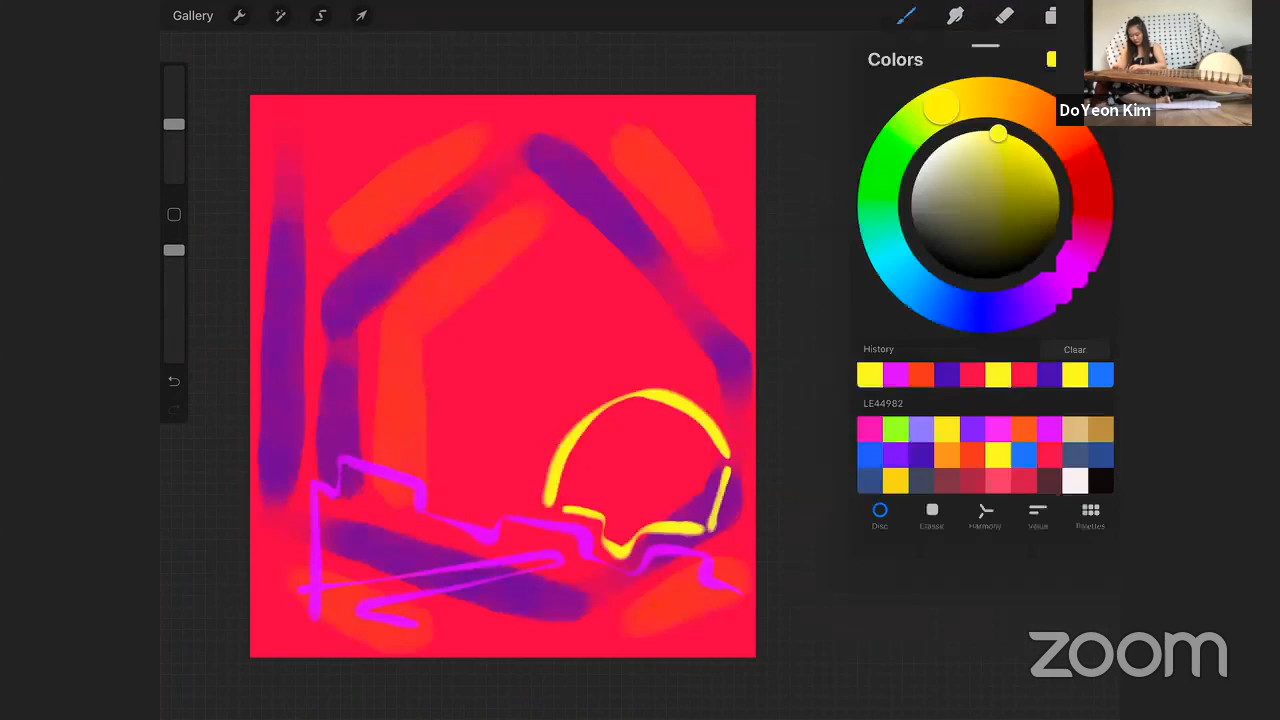 Gallery
Colors
DoYeon Kim
History
Clear
LE44982
Disc
Classic
Harmony
Value
Palettes
zoom